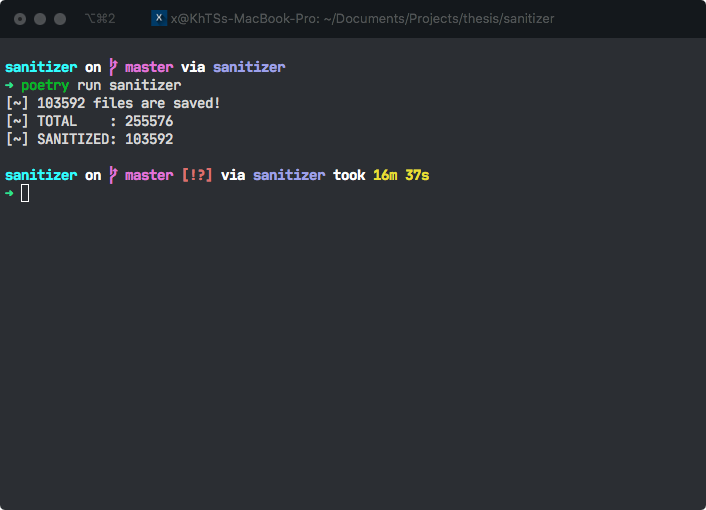 ⌥⌘2 X x@KhTSs-MacBook-Pro: ~/Documents/Projects/thesis/sanitizer
sanitizer on master via sanitizer
➜ poetry run sanitizer
[~] 103592 files are saved!
[~] TOTAL    : 255576
[~] SANITIZED: 103592
sanitizer on master [!?] via sanitizer took 16m 37s
➜